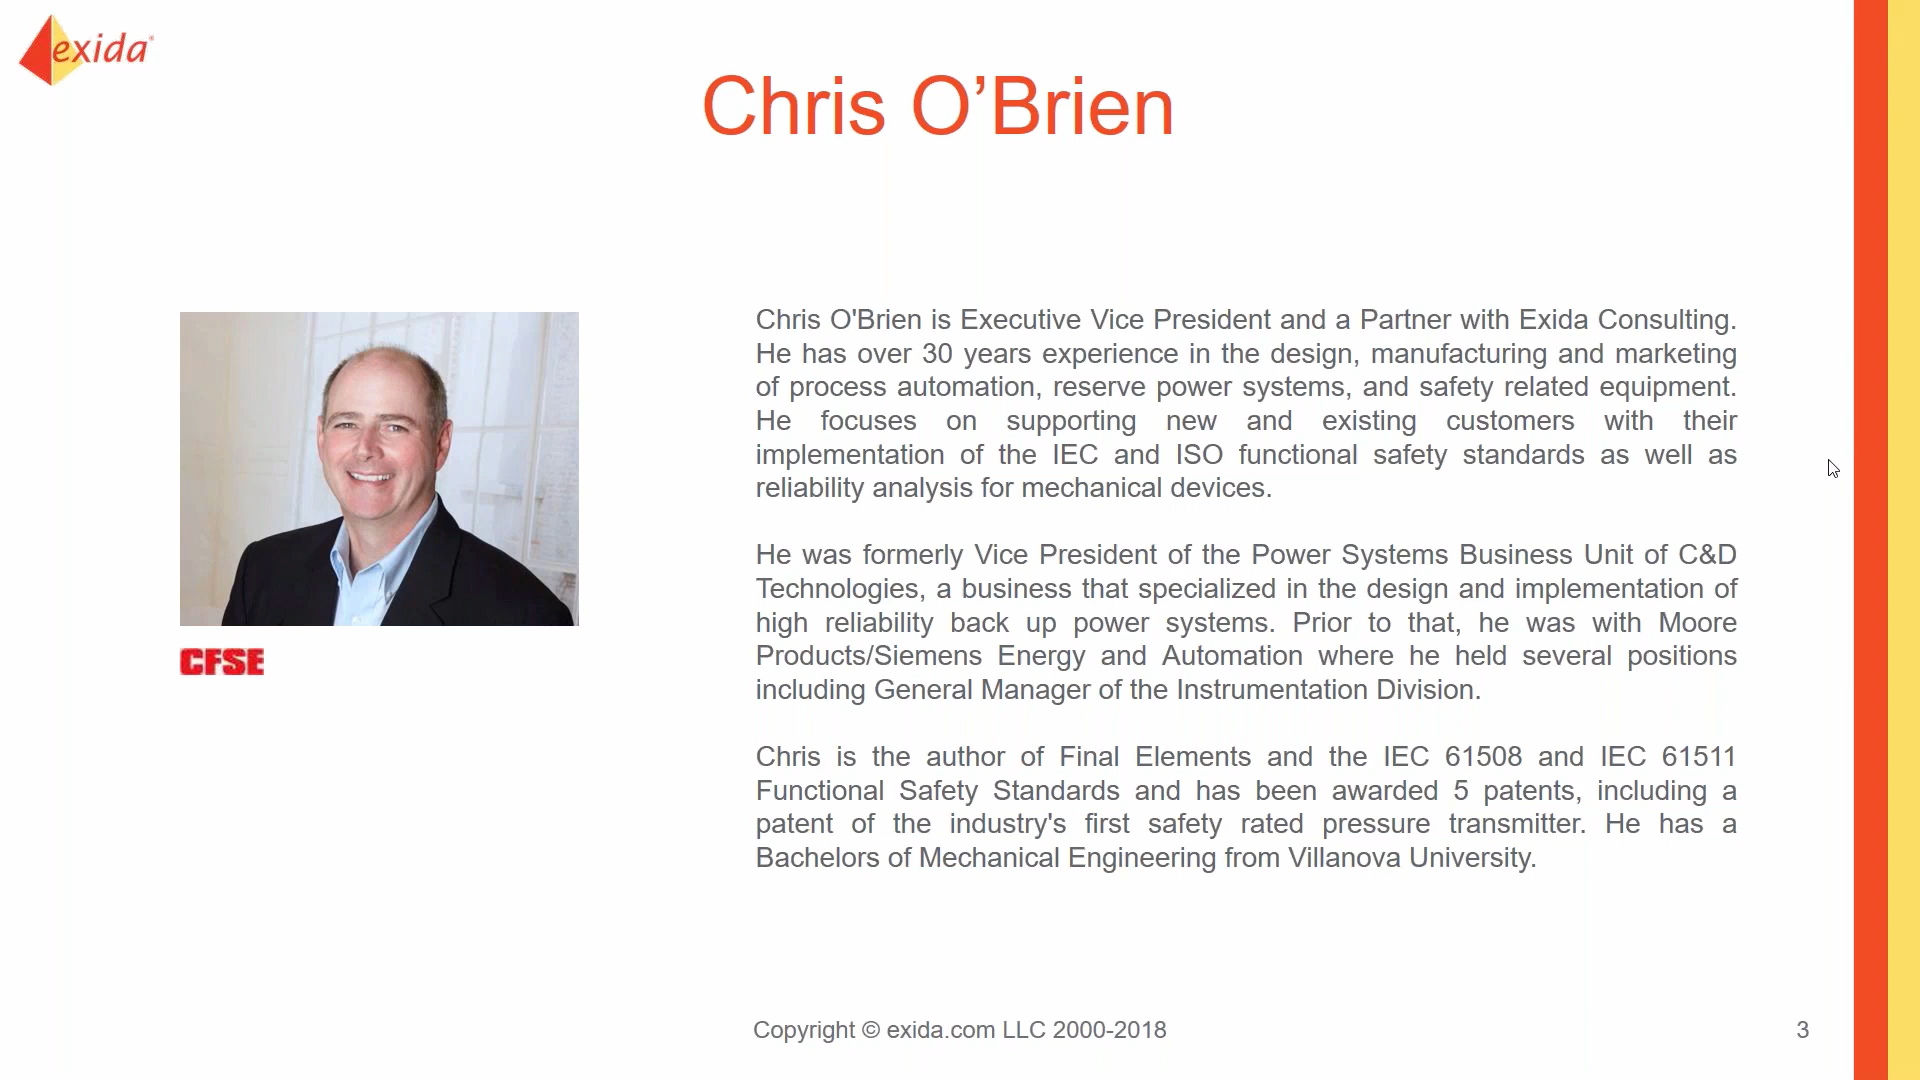 exida
Chris O’Brien
Chris O'Brien is Executive Vice President and a Partner with Exida Consulting.
He has over 30 years experience in the design, manufacturing and marketing
of process automation, reserve power systems, and safety related equipment.
He focuses on supporting new and existing customers with their
implementation of the IEC and ISO functional safety standards as well as
reliability analysis for mechanical devices.
He was formerly Vice President of the Power Systems Business Unit of C&D
Technologies, a business that specialized in the design and implementation of
high reliability back up power systems. Prior to that, he was with Moore
Products/Siemens Energy and Automation where he held several positions
including General Manager of the Instrumentation Division.
Chris is the author of Final Elements and the IEC 61508 and IEC 61511
Functional Safety Standards and has been awarded 5 patents, including a
patent of the industry's first safety rated pressure transmitter. He has a
Bachelors of Mechanical Engineering from Villanova University.
CFSE
Copyright © exida.com LLC 2000-2018
3